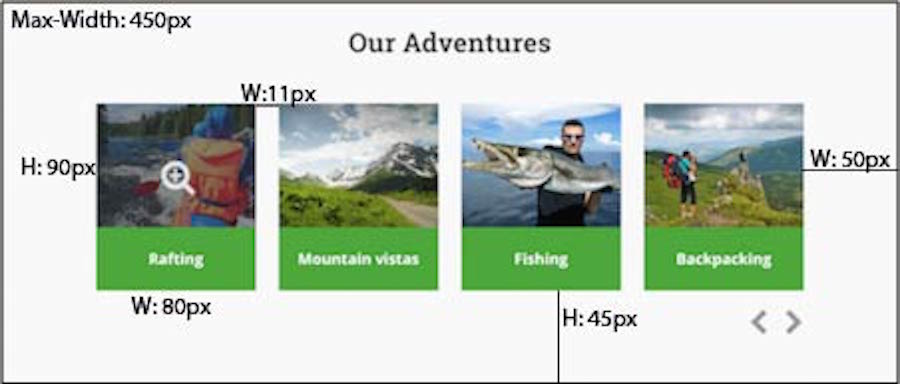 Max-Width: 450px
Our Adventures
W:11px
H: 90px
W: 50px
Rafting
Mountain vistas
Fishing
Backpacking
W: 80px
H: 45px